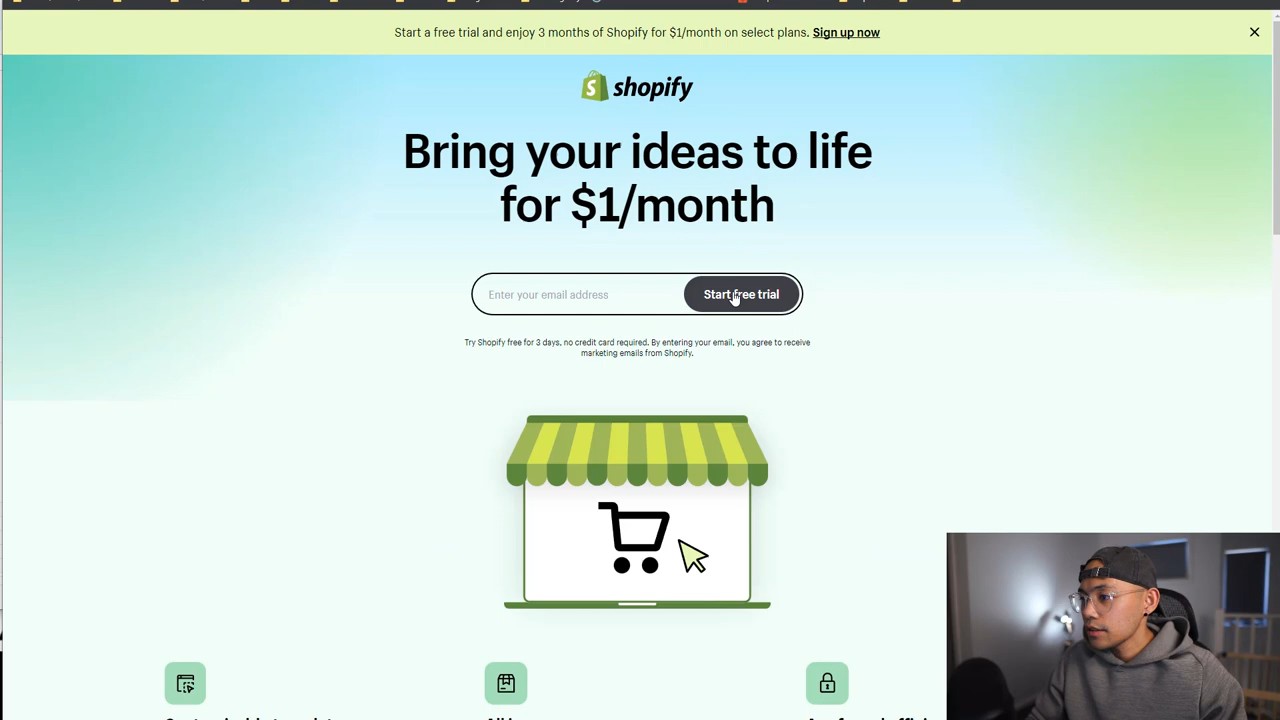 Start a free trial and enjoy 3 months of Shopify for $1/month on select plans. Sign up now
shopify
Bring your ideas to life
for $1/month
Enter your email address
Start free trial
Try Shopify free for 3 days, no credit card required. By entering your email, you agree to receive
marketing emails from Shopify.